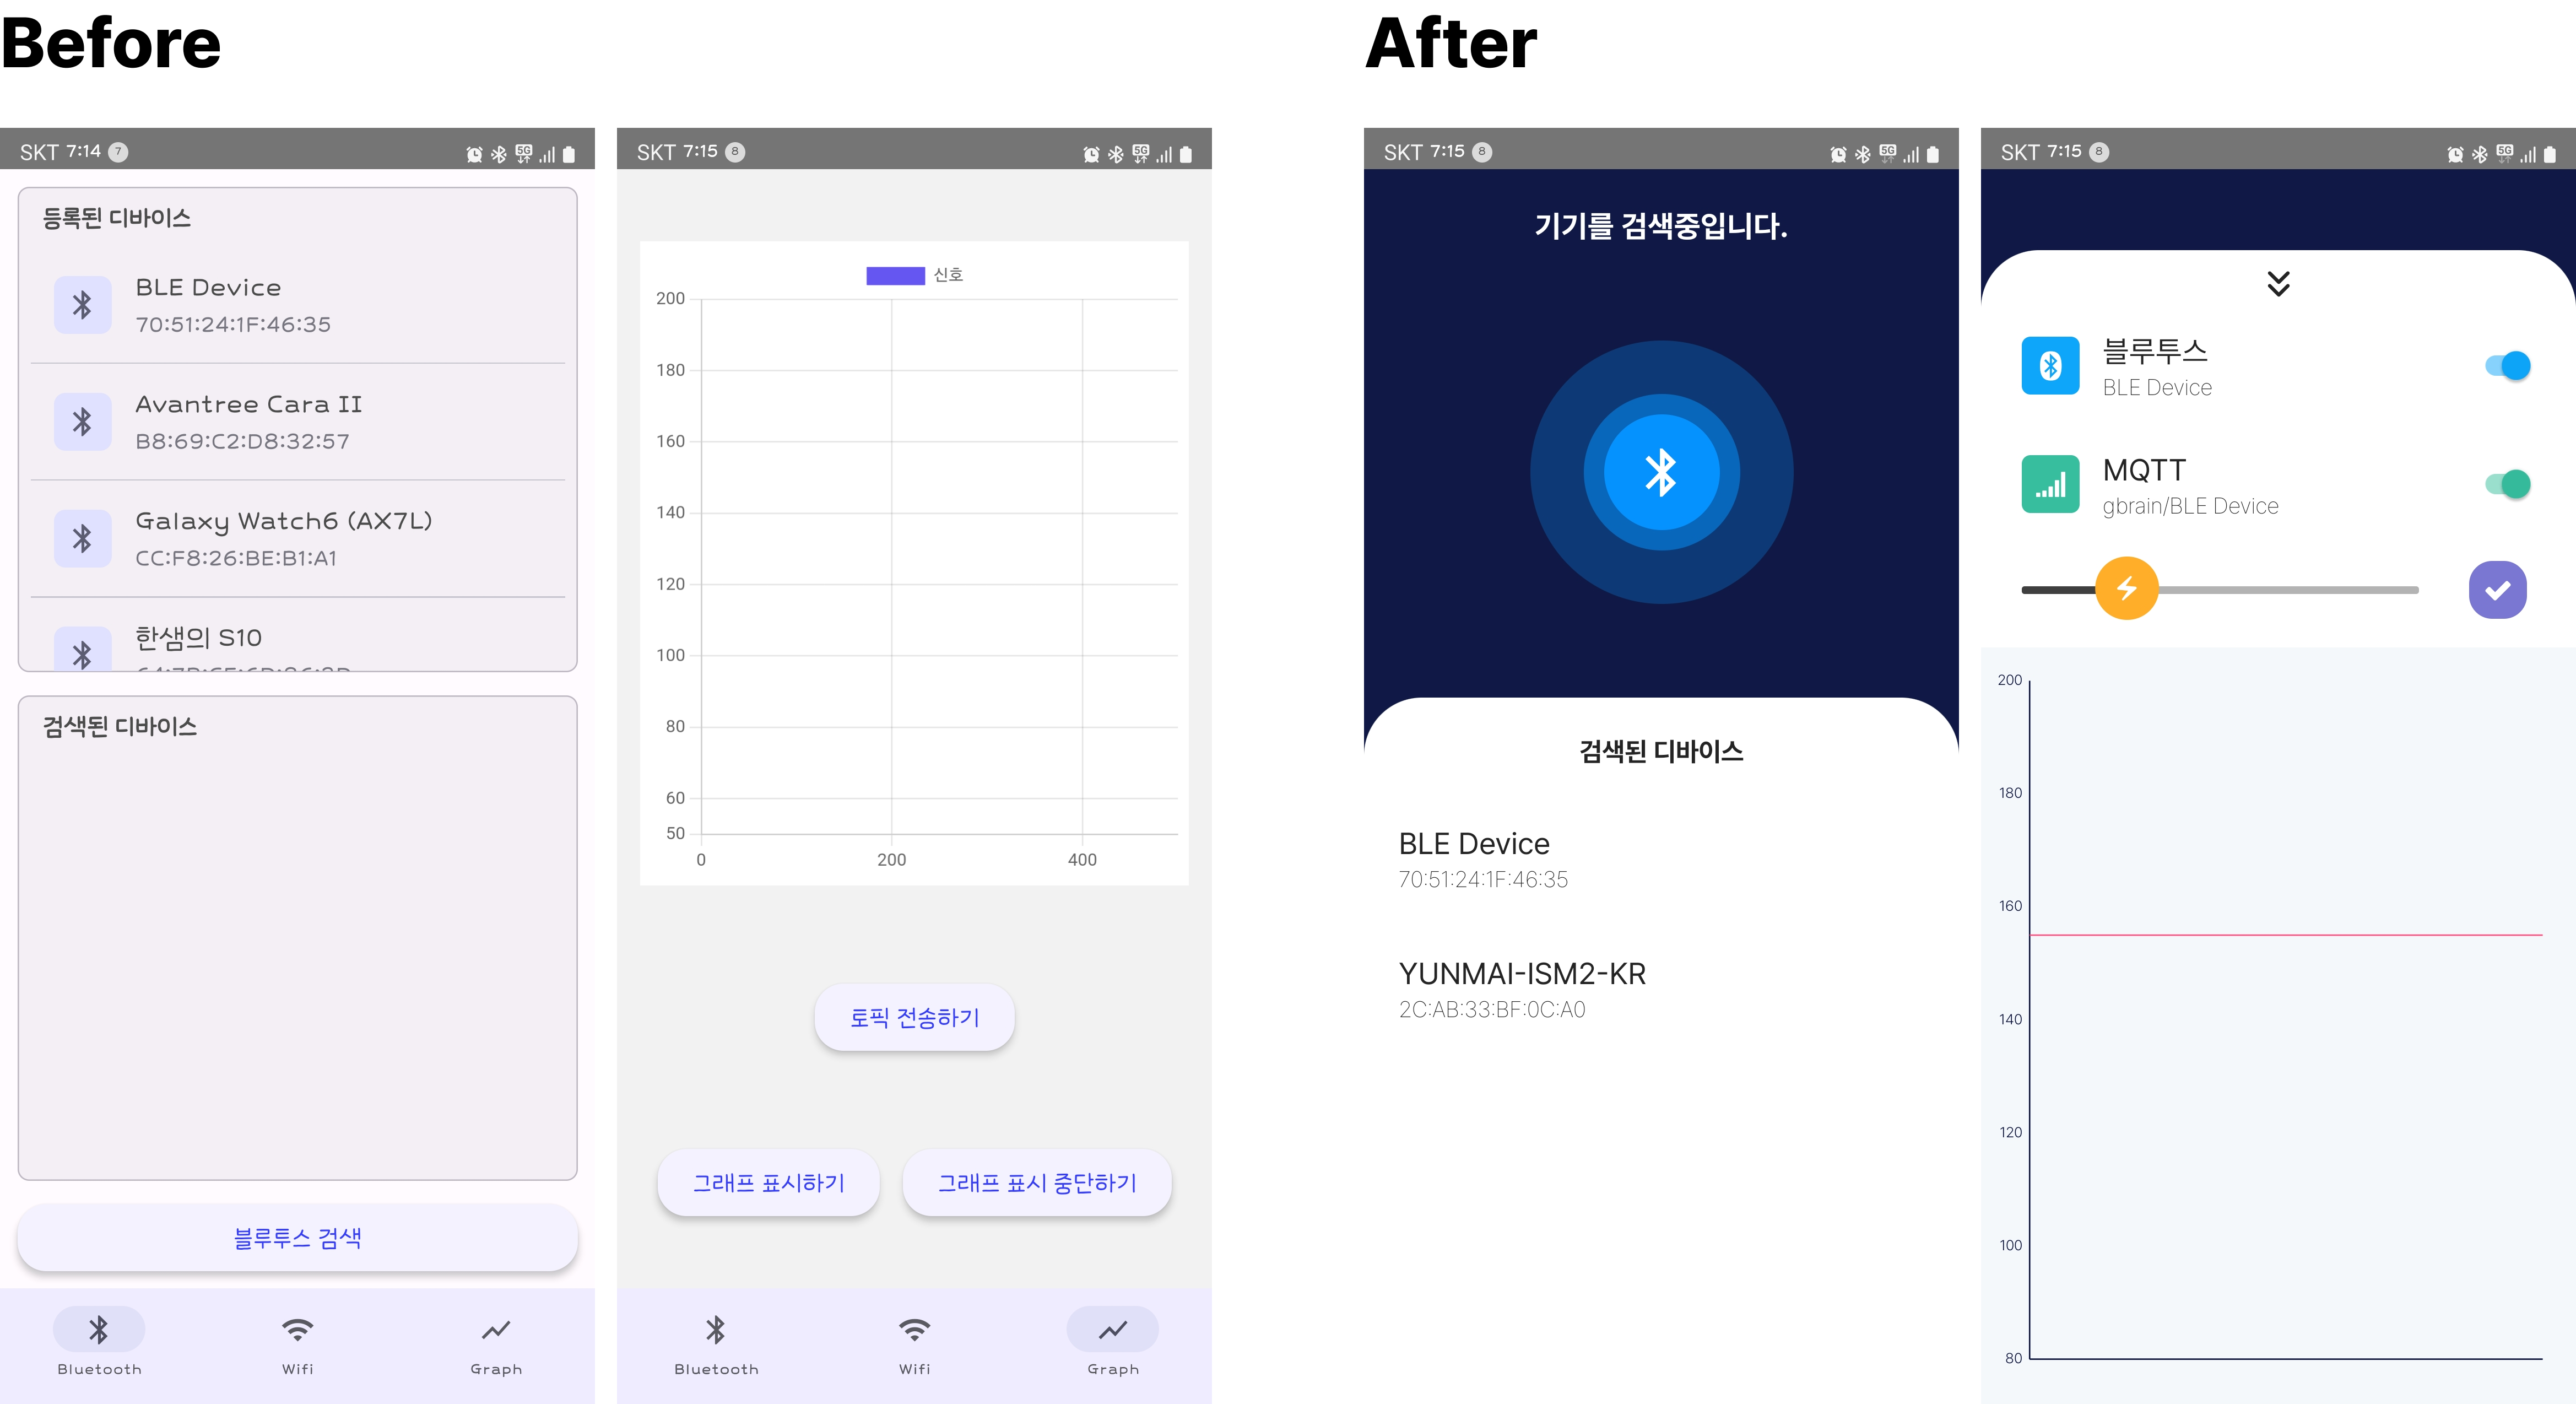 Before
After
SKT 7:14 7
5G
등록된 디바이스
BLE Device
70:51:24:1F:46:35
Avantree Cara II
B8:69:C2:D8:32:57
Galaxy Watch6 (AX7L)
CC:F8:26:BE:B1:A1
한샘의 S10
검색된 디바이스
블루투스 검색
Bluetooth
Wifi
Graph
SKT 7:15 8
5G
신호
200
180
160
140
120
100
80
60
50
0
200
400
토픽 전송하기
그래프 표시하기
그래프 표시 중단하기
Bluetooth
Wifi
Graph
SKT 7:15 8
5G
기기를 검색중입니다.
검색된 디바이스
BLE Device
70:51:24:1F:46:35
YUNMAI-ISM2-KR
2C:AB:33:BF:0C:A0
SKT 7:15 8
5G
블루투스
BLE Device
MQTT
gbrain/BLE Device
200
180
160
140
120
100
80